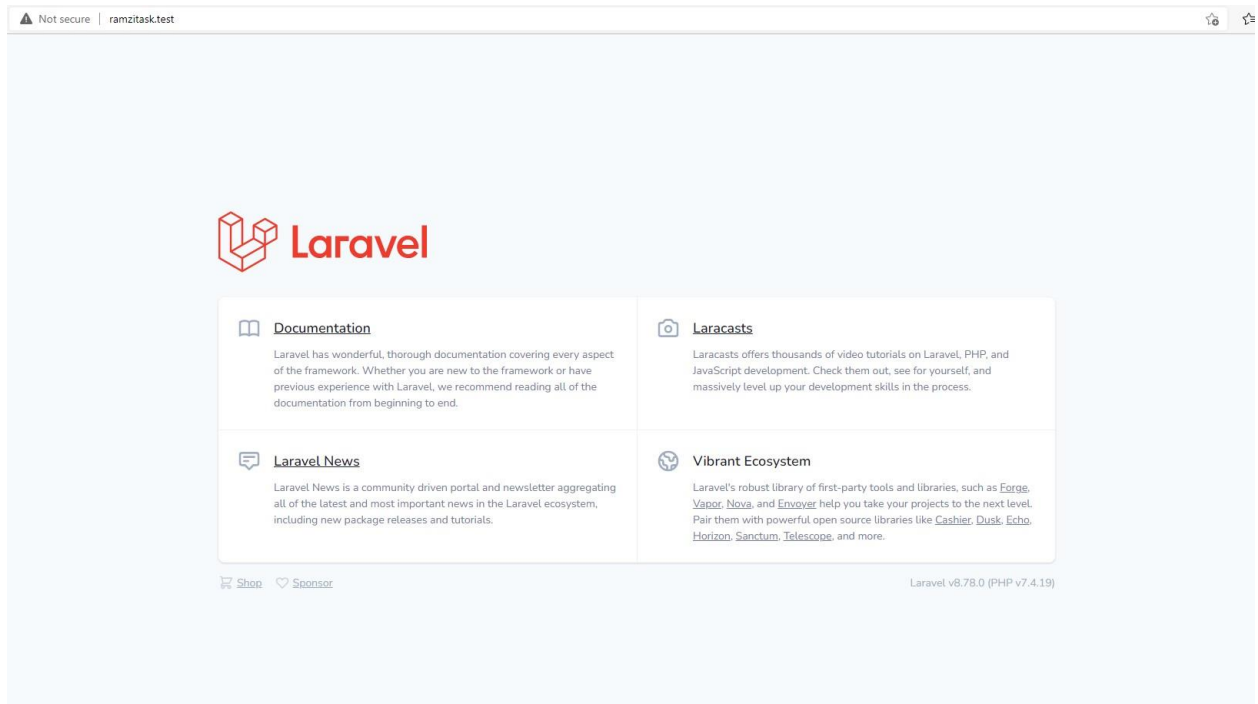 Not secure | ramzitask.test
Laravel
Documentation
Laravel has wonderful, thorough documentation covering every aspect
of the framework. Whether you are new to the framework or have
previous experience with Laravel, we recommend reading all of the
documentation from beginning to end.
Laracasts
Laracasts offers thousands of video tutorials on Laravel, PHP, and
JavaScript development. Check them out, see for yourself, and
massively level up your development skills in the process.
Laravel News
Laravel News is a community driven portal and newsletter aggregating
all of the latest and most important news in the Laravel ecosystem,
including new package releases and tutorials.
Vibrant Ecosystem
Laravel's robust library of first-party tools and libraries, such as Forge,
Vapor, Nova, and Envoyer help you take your projects to the next level.
Pair them with powerful open source libraries like Cashier, Dusk, Echo,
Horizon, Sanctum, Telescope, and more.
Shop Sponsor
Laravel v8.78.0 (PHP v7.4.19)